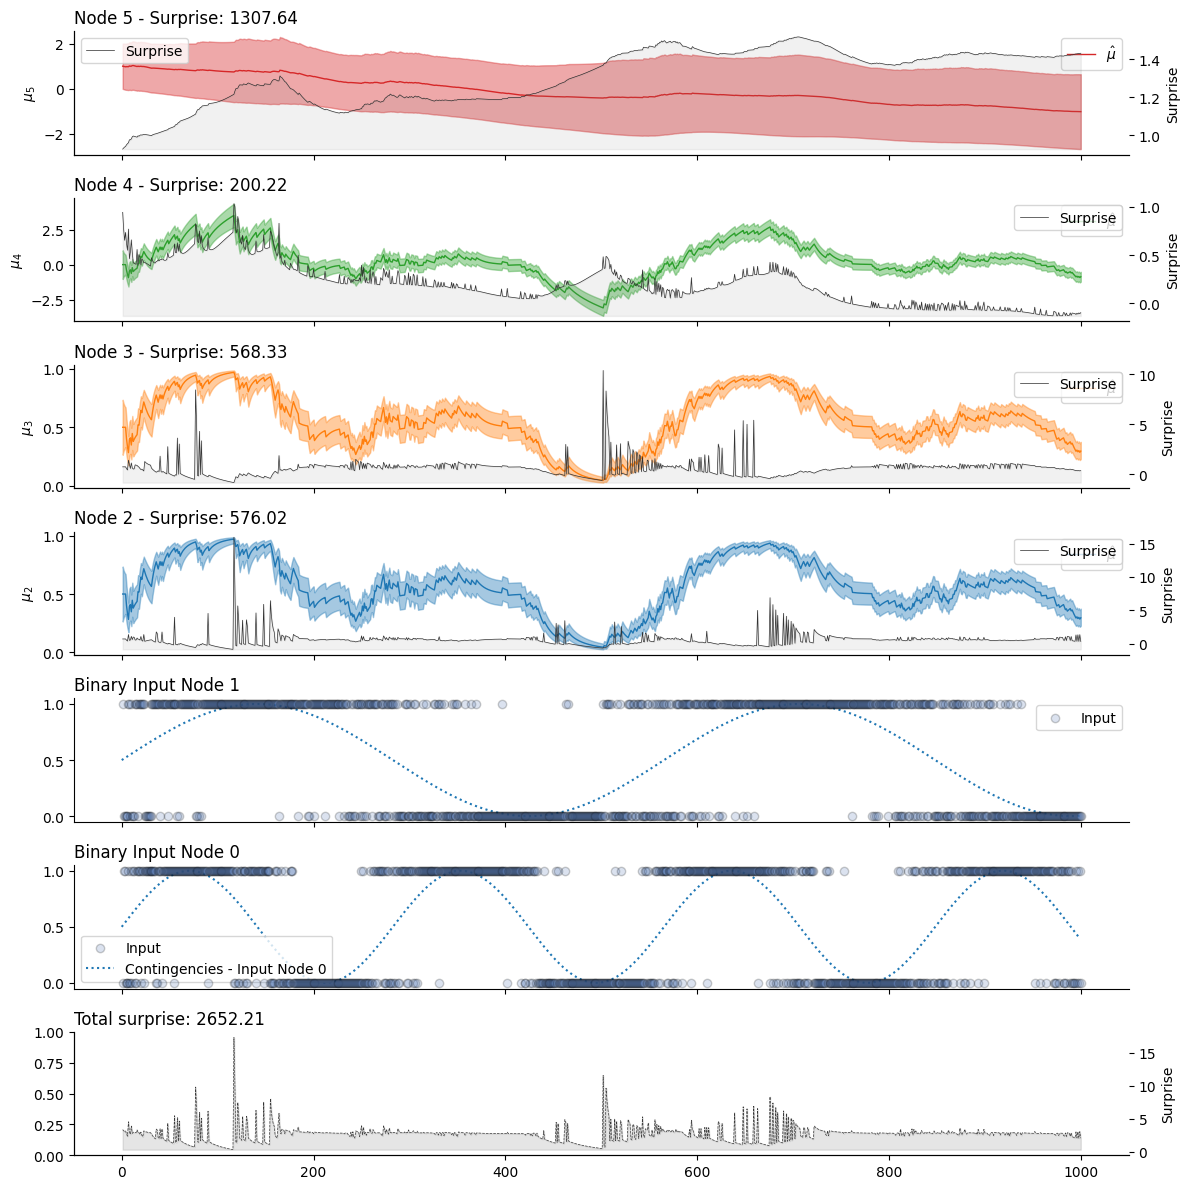 Node 5 - Surprise: 1307.64
2
0
−2
μ5
Surprise
μ̂
1.4
1.2
1.0
Surprise
Node 4 - Surprise: 200.22
2.5
0.0
−2.5
μ4
Surprise
1.0
0.5
0.0
Surprise
Node 3 - Surprise: 568.33
1.0
0.5
0.0
μ3
Surprise
10
5
0
Surprise
Node 2 - Surprise: 576.02
1.0
0.5
0.0
μ2
Surprise
15
10
5
0
Surprise
Binary Input Node 1
1.0
0.5
0.0
Input
Binary Input Node 0
1.0
0.5
0.0
Input
Contingencies - Input Node 0
Total surprise: 2652.21
1.00
0.75
0.50
0.25
0.00
15
10
5
0
Surprise
0
200
400
600
800
1000